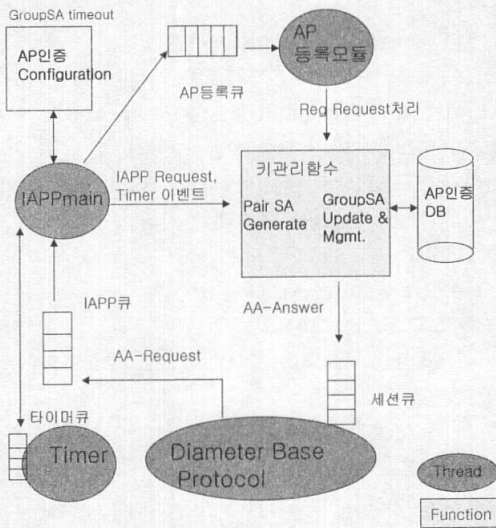 GroupSA timeout
AP인증
Configuration
AP
등록모듈
AP등록큐
Reg Request처리
IAPPmain
IAPP Request,
Timer 이벤트
키관리함수
Pair SA
Generate
GroupSA
Update &
Mgmt.
AP인증
DB
IAPP큐
AA-Answer
AA-Request
세션큐
타이머큐
Timer
Diameter Base
Protocol
Thread
Function